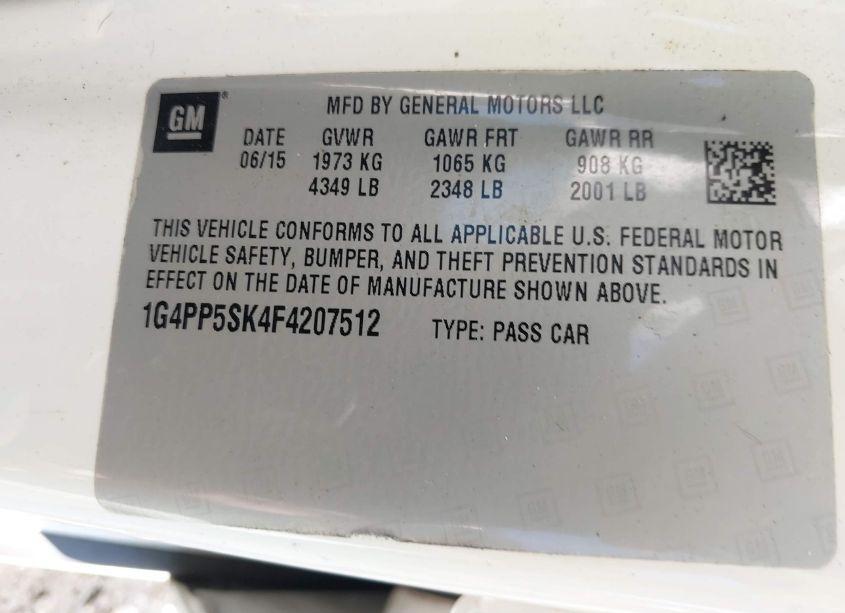 GM ®
MFD BY GENERAL MOTORS LLC
DATE GVWR GAWR FRT GAWR RR
06/15 1973 KG 1065 KG 908 KG
4349 LB 2348 LB 2001 LB
THIS VEHICLE CONFORMS TO ALL APPLICABLE U.S. FEDERAL MOTOR
VEHICLE SAFETY, BUMPER, AND THEFT PREVENTION STANDARDS IN
EFFECT ON THE DATE OF MANUFACTURE SHOWN ABOVE.
1G4PP5SK4F4207512 TYPE: PASS CAR